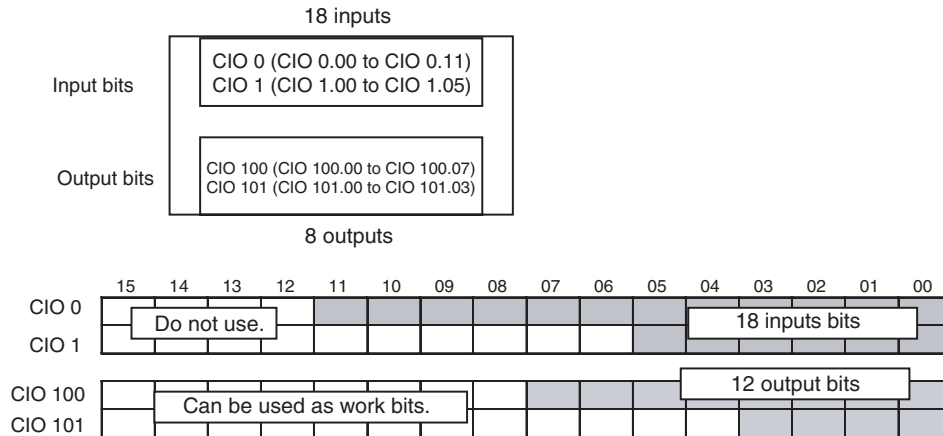 18 inputs
Input bits
CIO 0 (CIO 0.00 to CIO 0.11)
CIO 1 (CIO 1.00 to CIO 1.05)
Output bits
CIO 100 (CIO 100.00 to CIO 100.07)
CIO 101 (CIO 101.00 to CIO 101.03)
8 outputs
15 14 13 12 11 10 09 08 07 06 05 04 03 02 01 00
CIO 0
Do not use.
18 inputs bits
CIO 1
CIO 100
12 output bits
Can be used as work bits.
CIO 101